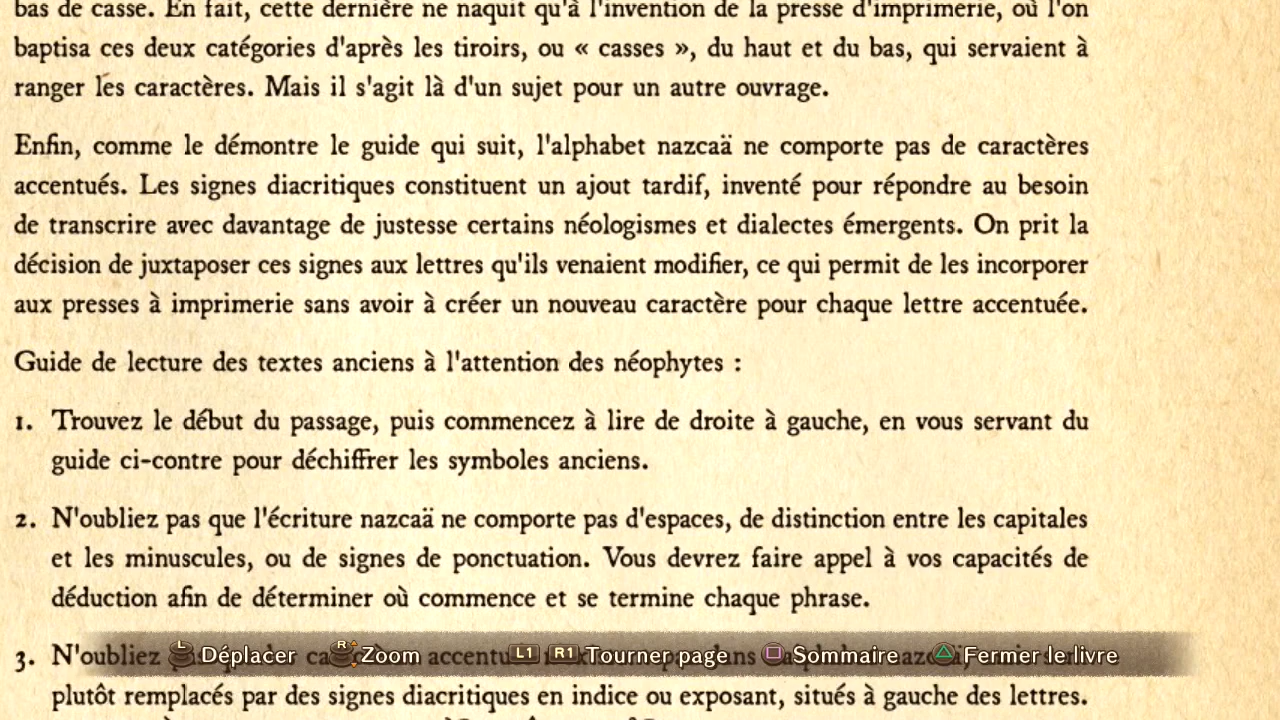 bas de casse. En fait, cette dernière ne naquit qu'à l'invention de la presse d'imprimerie, où l'on
baptisa ces deux catégories d'après les tiroirs, ou « casses », du haut et du bas, qui servaient à
ranger les caractères. Mais il s'agit là d'un sujet pour un autre ouvrage.
Enfin, comme le démontre le guide qui suit, l'alphabet nazcaä ne comporte pas de caractères
accentués. Les signes diacritiques constituent un ajout tardif, inventé pour répondre au besoin
de transcrire avec davantage de justesse certains néologismes et dialectes émergents. On prit la
décision de juxtaposer ces signes aux lettres qu'ils venaient modifier, ce qui permit de les incorporer
aux presses à imprimerie sans avoir à créer un nouveau caractère pour chaque lettre accentuée.
Guide de lecture des textes anciens à l'attention des néophytes :
1. Trouvez le début du passage, puis commencez à lire de droite à gauche, en vous servant du
guide ci-contre pour déchiffrer les symboles anciens.
2. N'oubliez pas que l'écriture nazcaä ne comporte pas d'espaces, de distinction entre les capitales
et les minuscules, ou de signes de ponctuation. Vous devrez faire appel à vos capacités de
déduction afin de déterminer où commence et se termine chaque phrase.
3. N'oubliez
L Déplacer R Zoom L1 R1 Tourner page Sommaire Fermer le livre
plutôt remplacés par des signes diacritiques en indice ou exposant, situés à gauche des lettres.